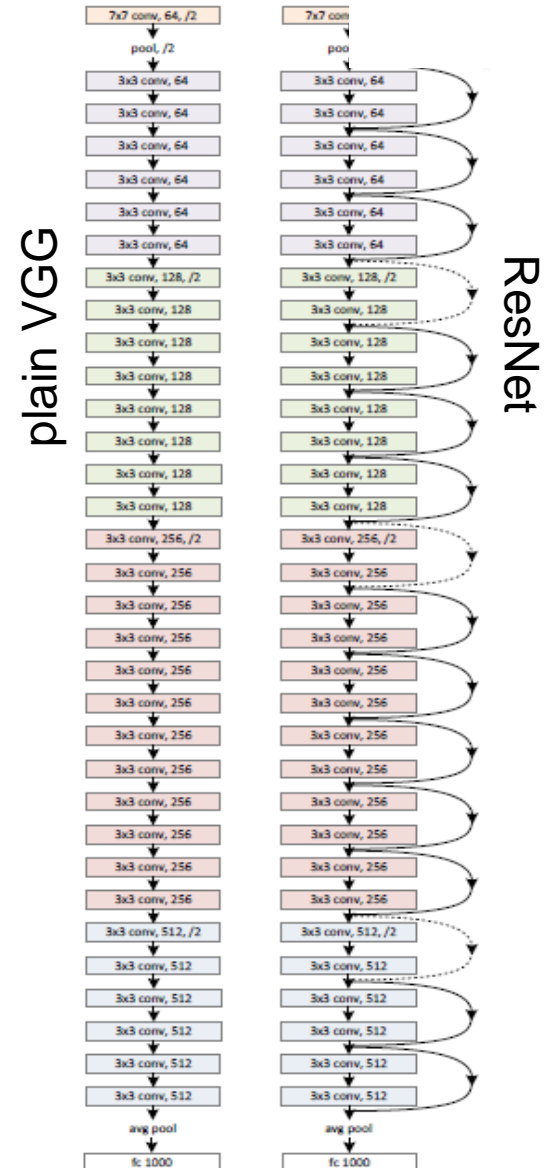 plain VGG
7x7 conv, 64, /2
pool, /2
3x3 conv, 64
3x3 conv, 64
3x3 conv, 64
3x3 conv, 64
3x3 conv, 64
3x3 conv, 64
3x3 conv, 128, /2
3x3 conv, 128
3x3 conv, 128
3x3 conv, 128
3x3 conv, 128
3x3 conv, 128
3x3 conv, 128
3x3 conv, 128
3x3 conv, 256, /2
3x3 conv, 256
3x3 conv, 256
3x3 conv, 256
3x3 conv, 256
3x3 conv, 256
3x3 conv, 256
3x3 conv, 256
3x3 conv, 256
3x3 conv, 256
3x3 conv, 256
3x3 conv, 256
3x3 conv, 512, /2
3x3 conv, 512
3x3 conv, 512
3x3 conv, 512
3x3 conv, 512
3x3 conv, 512
avg pool
fc 1000
7x7 con
poo
3x3 conv, 64
3x3 conv, 64
3x3 conv, 64
3x3 conv, 64
3x3 conv, 64
3x3 conv, 64
3x3 conv, 128, /2
3x3 conv, 128
3x3 conv, 128
3x3 conv, 128
3x3 conv, 128
3x3 conv, 128
3x3 conv, 128
3x3 conv, 128
3x3 conv, 256, /2
3x3 conv, 256
3x3 conv, 256
3x3 conv, 256
3x3 conv, 256
3x3 conv, 256
3x3 conv, 256
3x3 conv, 256
3x3 conv, 256
3x3 conv, 256
3x3 conv, 256
3x3 conv, 256
3x3 conv, 512, /2
3x3 conv, 512
3x3 conv, 512
3x3 conv, 512
3x3 conv, 512
3x3 conv, 512
avg pool
fc 1000
ResNet